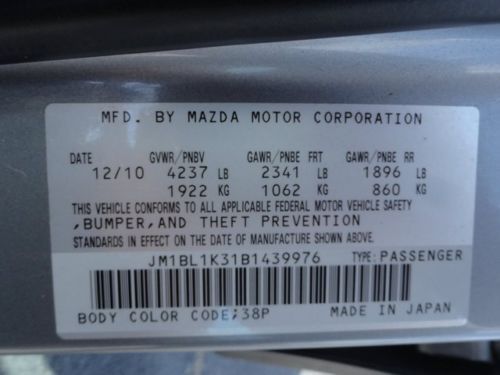 MFD. BY MAZDA MOTOR CORPORATION
DATE GVWR/PNBV GAWR/PNBE FRT GAWR/PNBE RR
12/10 4237 LB 2341 LB 1896 LB
1922 KG 1062 KG 860 KG
THIS VEHICLE CONFORMS TO ALL APPLICABLE FEDERAL MOTOR VEHICLE SAFETY
,BUMPER,AND THEFT PREVENTION
STANDARDS IN EFFECT ON THE DATE OF MANUFACTURE SHOWN ABOVE.
JM1BL1K31B1439976 TYPE:PASSENGER
BODY COLOR CODE;38P MADE IN JAPAN